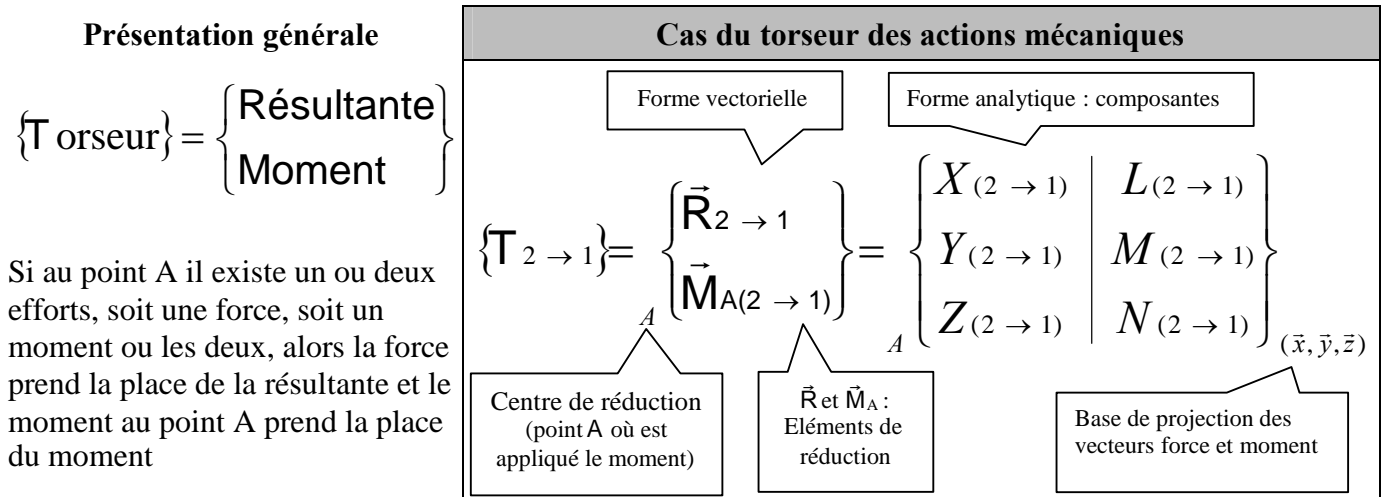 Présentation générale
{T orseur} = {Résultante
Moment}
Si au point A il existe un ou deux
efforts, soit une force, soit un
moment ou les deux, alors la force
prend la place de la résultante et le
moment au point A prend la place
du moment
Cas du torseur des actions mécaniques
Forme vectorielle
Forme analytique : composantes
{T 2 → 1} = A {R⃗ 2 → 1
M⃗ A(2 → 1)} = A {X (2 → 1) | L (2 → 1)
Y (2 → 1) | M (2 → 1)
Z (2 → 1) | N (2 → 1)} (x⃗, y⃗, z⃗)
Centre de réduction
(point A où est
appliqué le moment)
R⃗ et M⃗ A :
Eléments de
réduction
Base de projection des
vecteurs force et moment